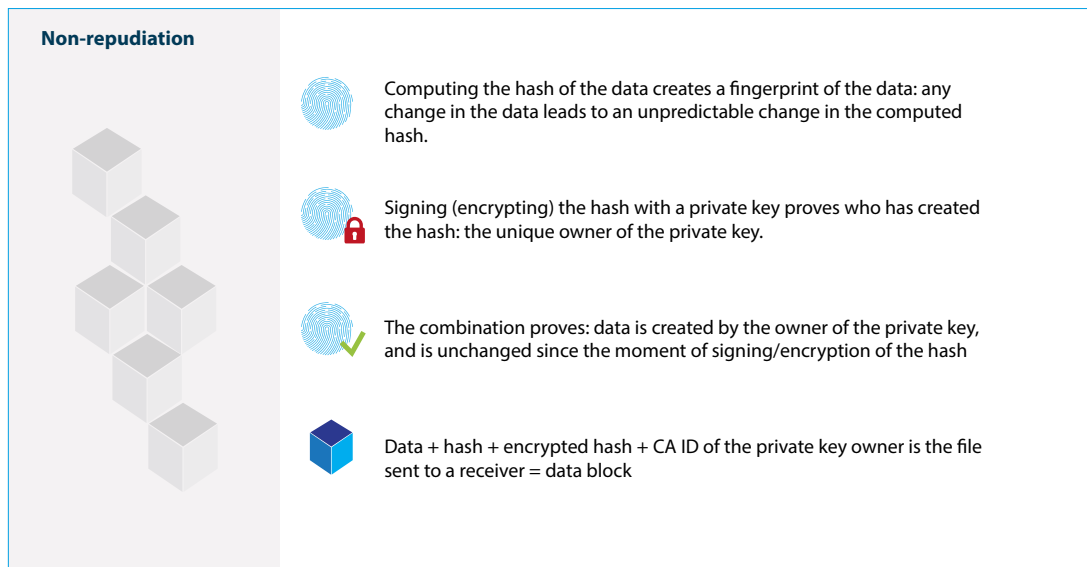 Non-repudiation
Computing the hash of the data creates a fingerprint of the data: any
change in the data leads to an unpredictable change in the computed
hash.
Signing (encrypting) the hash with a private key proves who has created
the hash: the unique owner of the private key.
The combination proves: data is created by the owner of the private key,
and is unchanged since the moment of signing/encryption of the hash
Data + hash + encrypted hash + CA ID of the private key owner is the file
sent to a receiver = data block